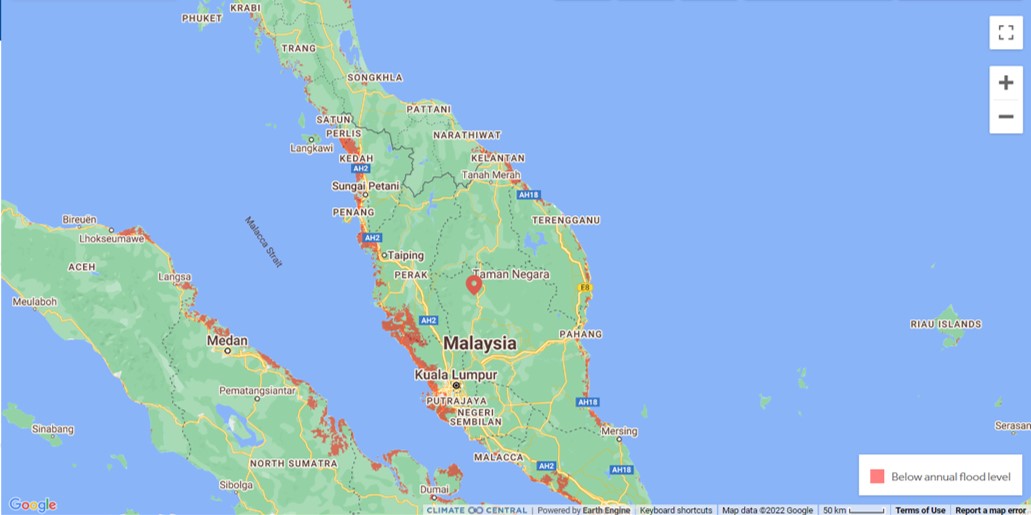 PHUKET
KRABI
TRANG
SONGKHLA
SATUN
PATTANI
PERLIS
NARATHIWAT
Langkawi
KEDAH
KELANTAN
AH2
Tanah Merah
Sungai Petani
AH18
PENANG
TERENGGANU
Bireuën
Lhokseumawe
Malacca Strait
AH2
Taiping
ACEH
PERAK
Taman Negara
Langsa
E8
Meulaboh
AH2
RIAU ISLANDS
Medan
Malaysia
PAHANG
Kuala Lumpur
Pematangsiantar
PUTRAJAYA
AH18
NEGERI
SEMBILAN
Sinabang
Mersing
Serasan
MALACCA
NORTH SUMATRA
AH2
AH18
Sibolga
Dumai
Below annual flood level
Google
CLIMATE CENTRAL | Powered by Earth Engine
Keyboard shortcuts
Map data ©2022 Google
50 km
Terms of Use
Report a map error